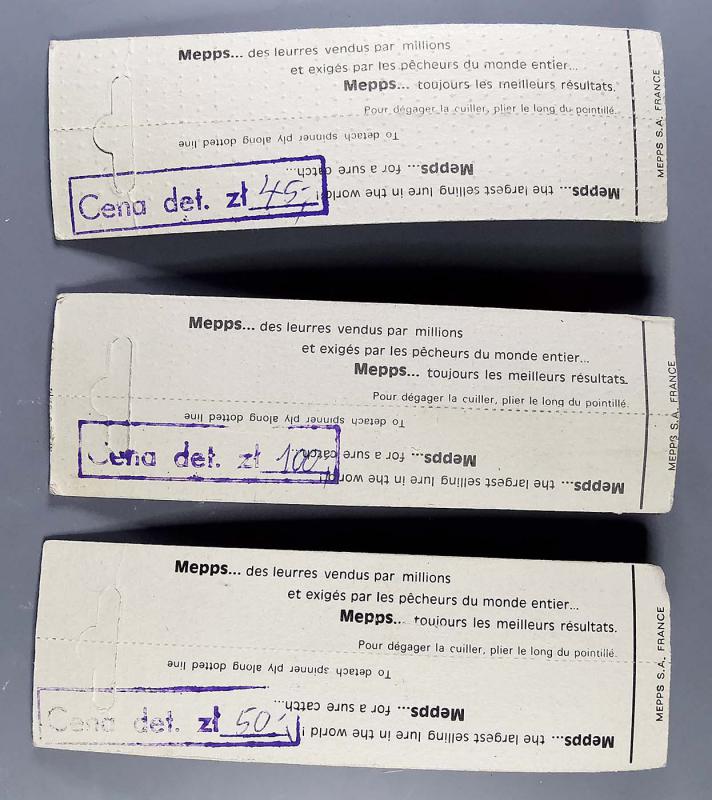 Mepps... des leurres vendus par millions
et exigés par les pêcheurs du monde entier...
Mepps... toujours les meilleurs résultats.
Pour dégager la cuiller, plier le long du pointillé.
To detach spinner ply along dotted line
Mepps... for a sure catch...
Mepps... the largest selling lure in the world!
Cena det. zł 45,-
MEPPS S.A. FRANCE
Mepps... des leurres vendus par millions
et exigés par les pêcheurs du monde entier...
Mepps... toujours les meilleurs résultats.
Pour dégager la cuiller, plier le long du pointillé.
To detach spinner ply along dotted line
Mepps... for a sure catch...
Mepps... the largest selling lure in the world!
Cena det. zł 100,-
MEPPS S.A. FRANCE
Mepps... des leurres vendus par millions
et exigés par les pêcheurs du monde entier...
Mepps... toujours les meilleurs résultats.
Pour dégager la cuiller, plier le long du pointillé.
To detach spinner ply along dotted line
Mepps... for a sure catch...
Mepps... the largest selling lure in the world!
Cena det. zł 50,-
MEPPS S.A. FRANCE